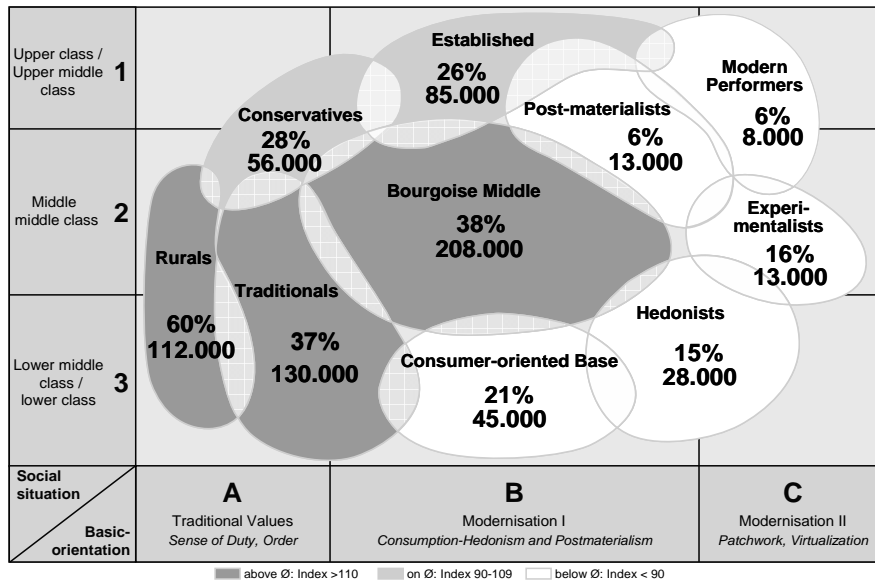 Upper class /
Upper middle
class
1
Middle
middle class
2
Lower middle
class /
lower class
3
Established
26%
85.000
Conservatives
28%
56.000
Post-materialists
6%
13.000
Modern
Performers
6%
8.000
Bourgoise Middle
38%
208.000
Experi-
mentalists
16%
13.000
Rurals
60%
112.000
Traditionals
37%
130.000
Consumer-oriented Base
21%
45.000
Hedonists
15%
28.000
Social
situation
Basic-
orientation
A
Traditional Values
Sense of Duty, Order
B
Modernisation I
Consumption-Hedonism and Postmaterialism
C
Modernisation II
Patchwork, Virtualization
above Ø: Index >110
on Ø: Index 90-109
below Ø: Index < 90